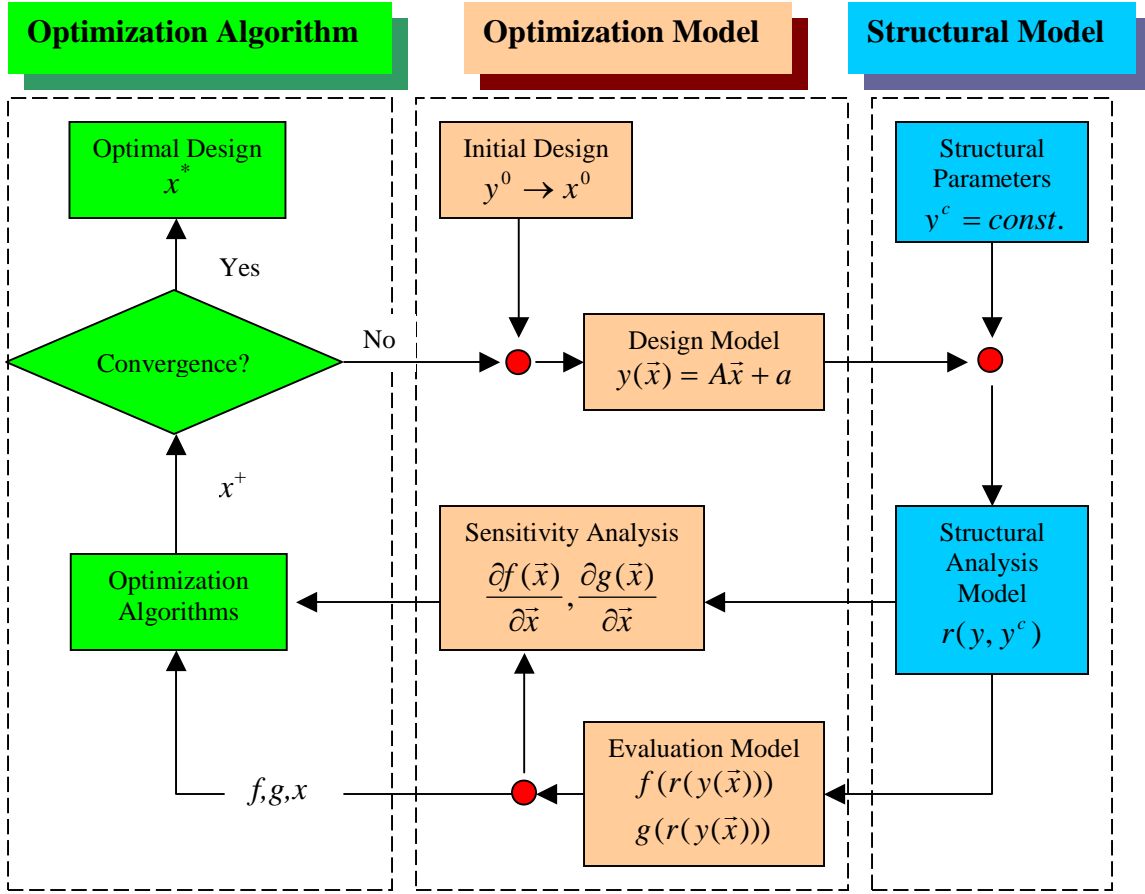 Optimization Algorithm
Optimization Model
Structural Model
Optimal Design
x*
Initial Design
y⁰ → x⁰
Structural
Parameters
yᶜ = const.
Yes
Convergence?
No
Design Model
y(x⃗) = Ax⃗ + a
x⁺
Optimization
Algorithms
Sensitivity Analysis
∂f(x⃗)/∂x⃗, ∂g(x⃗)/∂x⃗
Structural
Analysis
Model
r(y, yᶜ)
Evaluation Model
f(r(y(x⃗)))
g(r(y(x⃗)))
f,g,x